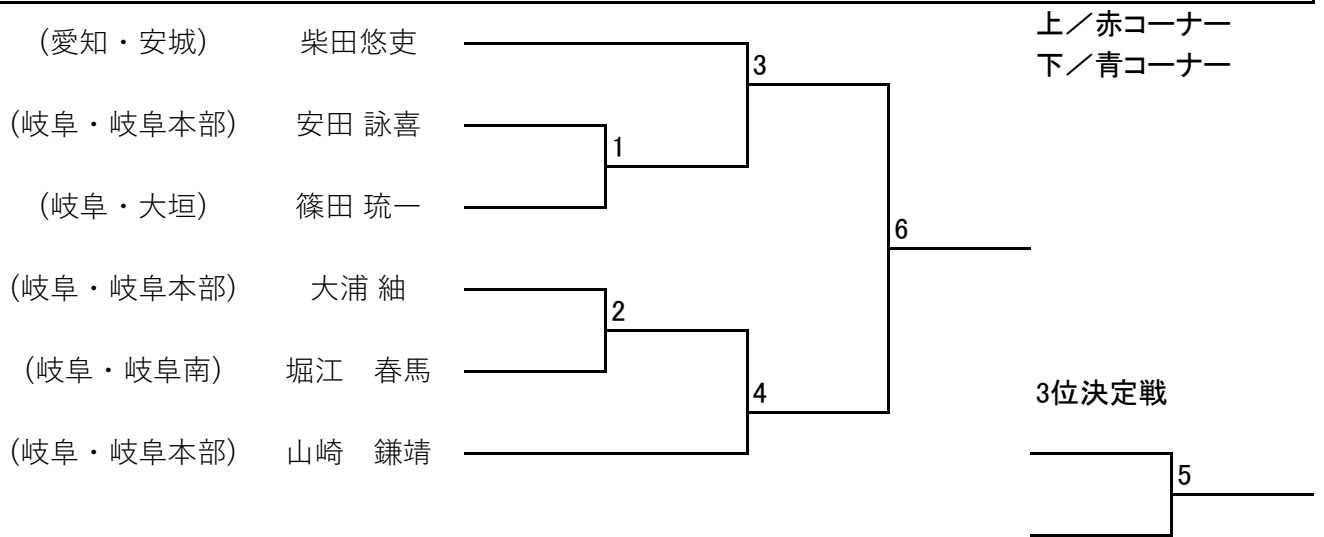 上／赤コーナー
(愛知・安城) 柴田悠吏
下／青コーナー
3
(岐阜・岐阜本部) 安田 詠喜
1
(岐阜・大垣) 篠田 琉一
6
(岐阜・岐阜本部) 大浦 紬
2
(岐阜・岐阜南) 堀江　春馬
4
3位決定戦
(岐阜・岐阜本部) 山崎　鎌靖
5